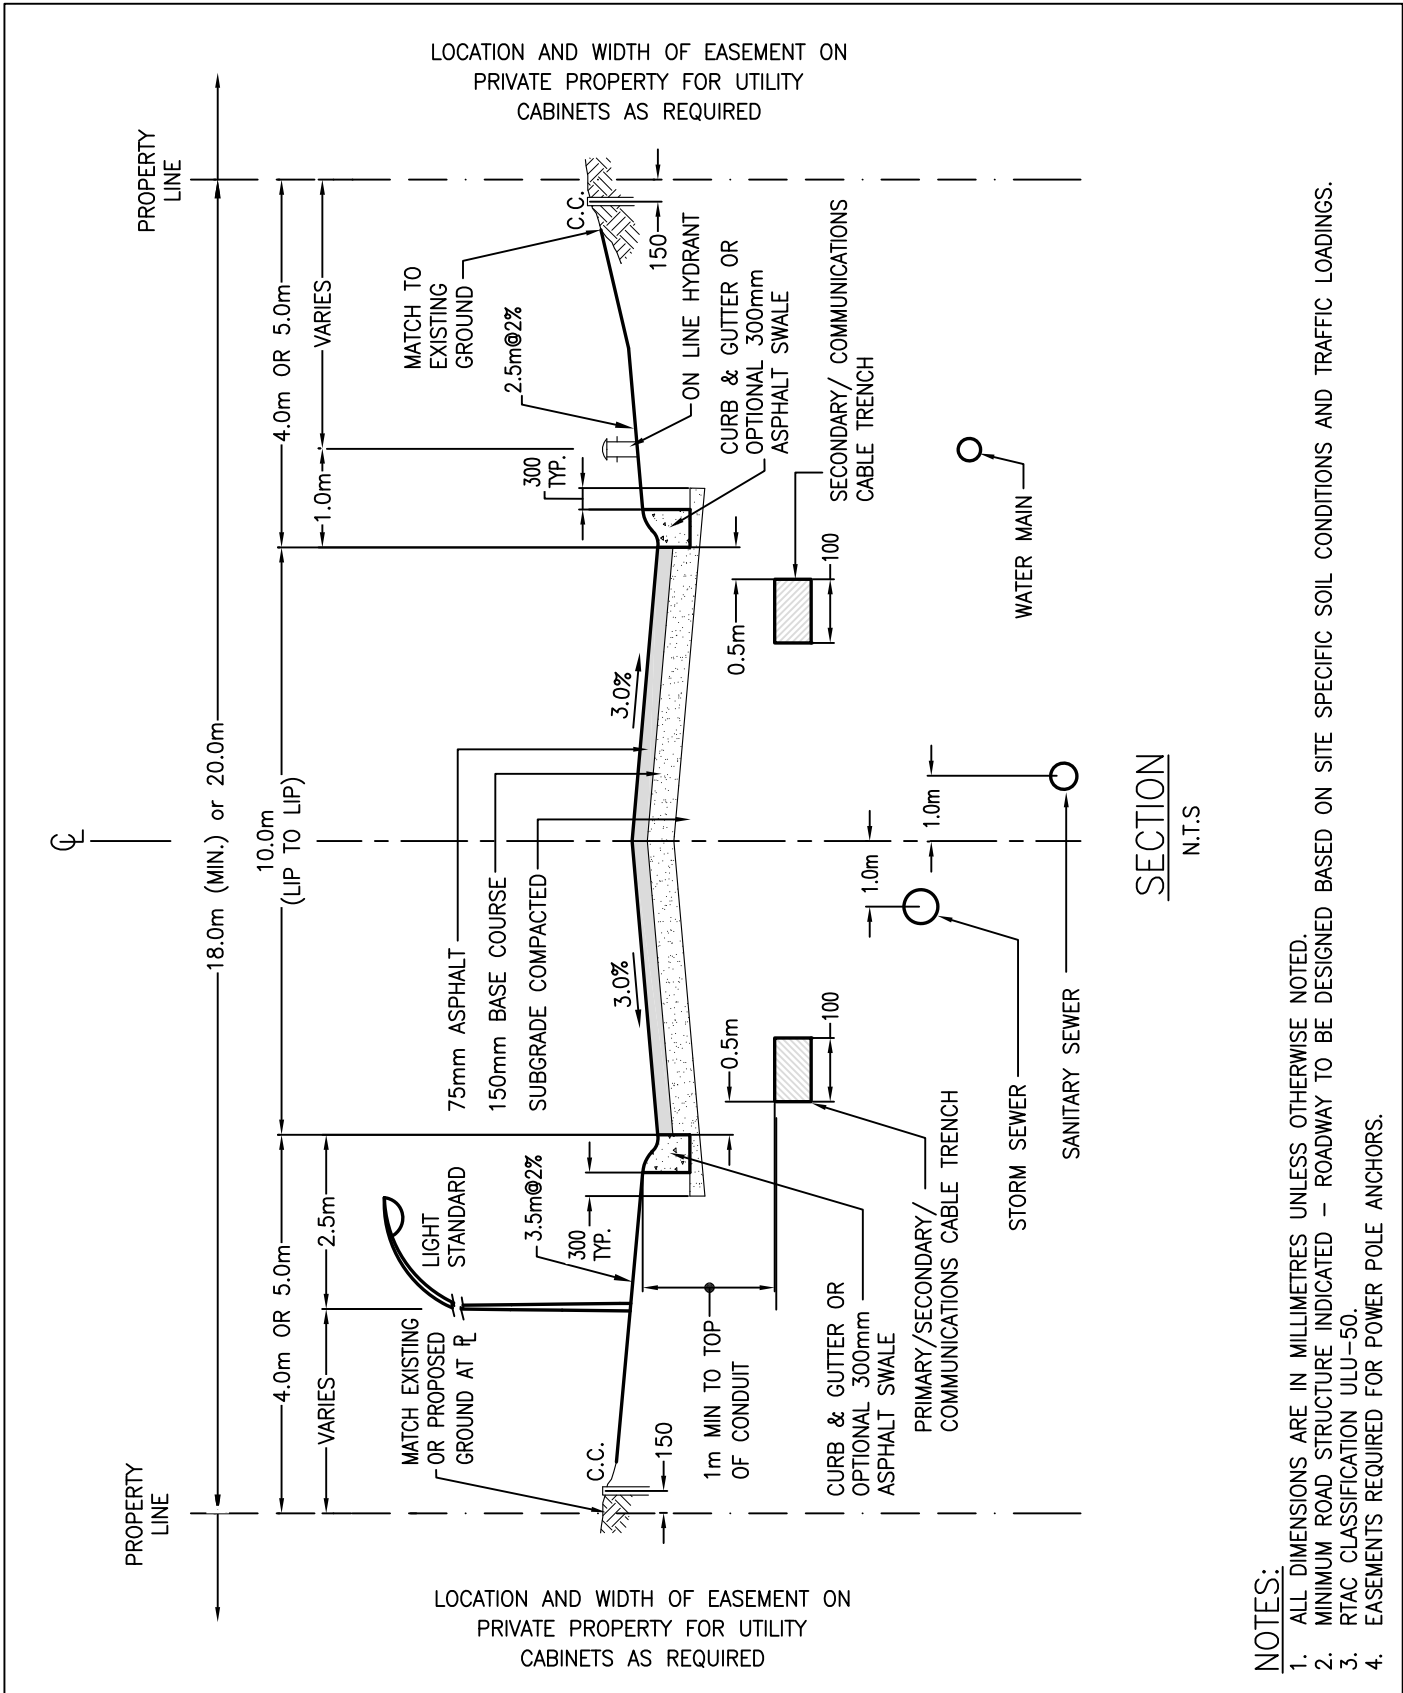 LOCATION AND WIDTH OF EASEMENT ON
PRIVATE PROPERTY FOR UTILITY
CABINETS AS REQUIRED
PROPERTY
LINE
4.0m OR 5.0m
VARIES
1.0m
MATCH TO
EXISTING
GROUND
2.5m@2%
C.C.
150
ON LINE HYDRANT
300
TYP.
CURB & GUTTER OR
OPTIONAL 300mm
ASPHALT SWALE
SECONDARY/ COMMUNICATIONS
CABLE TRENCH
100
0.5m
WATER MAIN
18.0m (MIN.) or 20.0m
10.0m
(LIP TO LIP)
℄
3.0%
3.0%
75mm ASPHALT
150mm BASE COURSE
SUBGRADE COMPACTED
1.0m
1.0m
STORM SEWER
SANITARY SEWER
SECTION
N.T.S
4.0m OR 5.0m
2.5m
VARIES
LIGHT
STANDARD
3.5m@2%
300
TYP.
MATCH EXISTING
OR PROPOSED
GROUND AT PL
C.C.
150
1m MIN TO TOP
OF CONDUIT
0.5m
100
CURB & GUTTER OR
OPTIONAL 300mm
ASPHALT SWALE
PRIMARY/SECONDARY/
COMMUNICATIONS CABLE TRENCH
PROPERTY
LINE
LOCATION AND WIDTH OF EASEMENT ON
PRIVATE PROPERTY FOR UTILITY
CABINETS AS REQUIRED
NOTES:
1. ALL DIMENSIONS ARE IN MILLIMETRES UNLESS OTHERWISE NOTED.
2. MINIMUM ROAD STRUCTURE INDICATED – ROADWAY TO BE DESIGNED BASED ON SITE SPECIFIC SOIL CONDITIONS AND TRAFFIC LOADINGS.
3. RTAC CLASSIFICATION ULU-50.
4. EASEMENTS REQUIRED FOR POWER POLE ANCHORS.